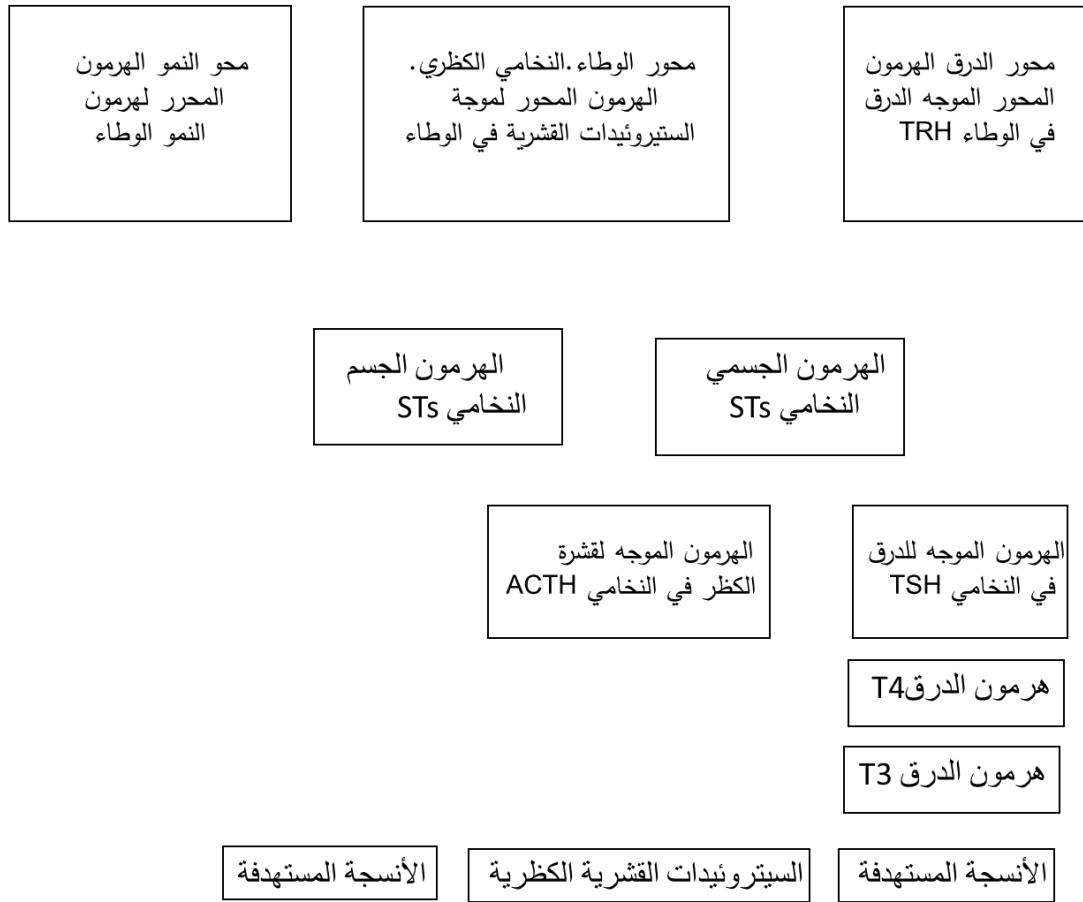 محور الدرق الهرمون
المحور الموجه الدرق
في الوطاء TRH
محور الوطاء.النخامي الكظري.
الهرمون المحور لموجة
الستيروئيدات القشرية في الوطاء
محو النمو الهرمون
المحرر لهرمون
النمو الوطاء
الهرمون الجسمي
النخامي STs
الهرمون الجسم
النخامي STs
الهرمون الموجه للدرق
في النخامي TSH
الهرمون الموجه لقشرة
الكظر في النخامي ACTH
هرمون الدرقT4
هرمون الدرق T3
الأنسجة المستهدفة
السيتروئيدات القشرية الكظرية
الأنسجة المستهدفة